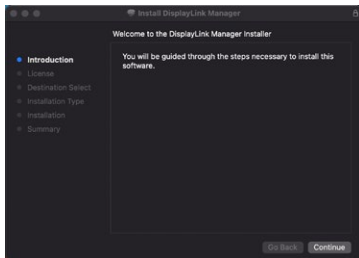 Install DisplayLink Manager
Welcome to the DisplayLink Manager Installer
Introduction
License
Destination Select
Installation Type
Installation
Summary
You will be guided through the steps necessary to install this
software.
Go Back
Continue